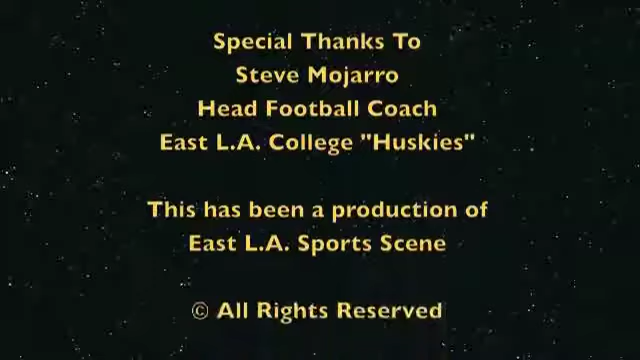 Special Thanks To
Steve Mojarro
Head Football Coach
East L.A. College "Huskies"
This has been a production of
East L.A. Sports Scene
© All Rights Reserved